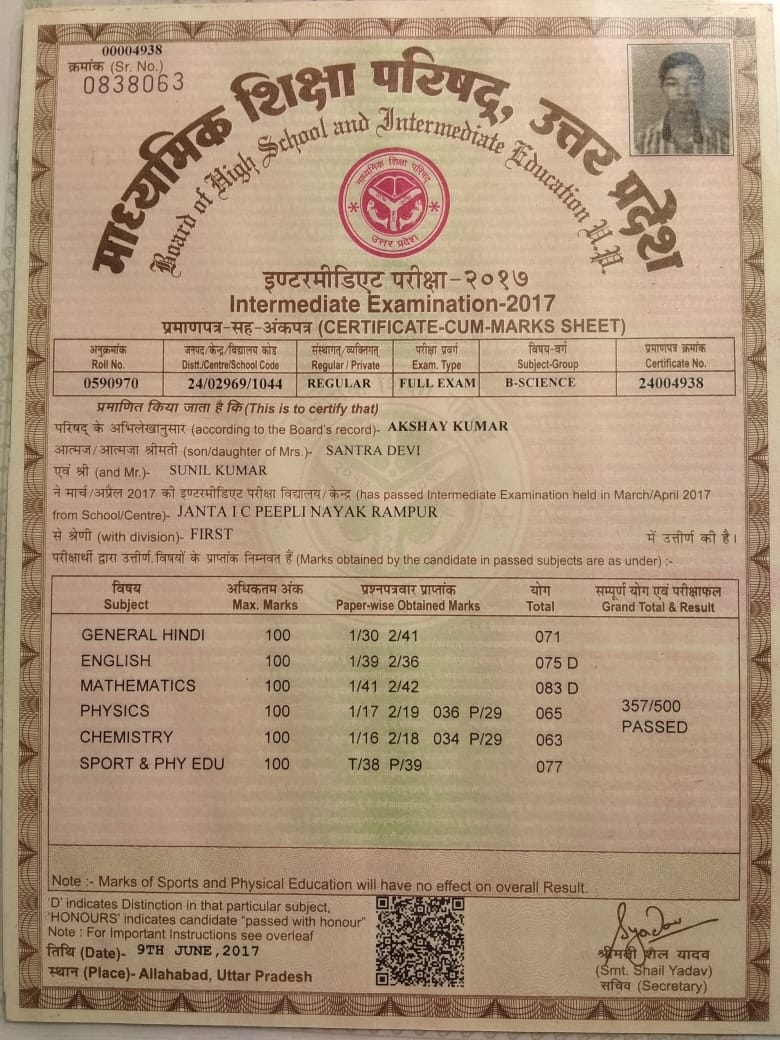 00004938
क्रमांक (Sr. No.)
0838063
माध्यमिक शिक्षा परिषद्, उत्तर प्रदेश
Board of High School and Intermediate Education U.P.
माध्यमिक शिक्षा परिषद्
उत्तर प्रदेश
इण्टरमीडिएट परीक्षा-२०१७
Intermediate Examination-2017
प्रमाणपत्र-सह-अंकपत्र (CERTIFICATE-CUM-MARKS SHEET)
अनुक्रमांक जनपद/केन्द्र/विद्यालय कोड संस्थागत/व्यक्तिगत परीक्षा प्रवर्ग विषय-वर्ग प्रमाणपत्र क्रमांक
Roll No. Distt./Centre/School Code Regular / Private Exam. Type Subject-Group Certificate No.
0590970 24/02969/1044 REGULAR FULL EXAM B-SCIENCE 24004938
प्रमाणित किया जाता है कि (This is to certify that)
परिषद् के अभिलेखानुसार (according to the Board's record)- AKSHAY KUMAR
आत्मज/आत्मजा श्रीमती (son/daughter of Mrs.)- SANTRA DEVI
एवं श्री (and Mr.)- SUNIL KUMAR
ने मार्च/अप्रैल 2017 की इण्टरमीडिएट परीक्षा विद्यालय/केन्द्र (has passed Intermediate Examination held in March/April 2017
from School/Centre)- JANTA I C PEEPLI NAYAK RAMPUR
से श्रेणी (with division)- FIRST में उत्तीर्ण की है।
परीक्षार्थी द्वारा उत्तीर्ण विषयों के प्राप्तांक निम्नवत हैं (Marks obtained by the candidate in passed subjects are as under) :-
विषय अधिकतम अंक प्रश्नपत्रवार प्राप्तांक योग सम्पूर्ण योग एवं परीक्षाफल
Subject Max. Marks Paper-wise Obtained Marks Total Grand Total & Result
GENERAL HINDI 100 1/30 2/41 071
ENGLISH 100 1/39 2/36 075 D
MATHEMATICS 100 1/41 2/42 083 D
PHYSICS 100 1/17 2/19 036 P/29 065 357/500
CHEMISTRY 100 1/16 2/18 034 P/29 063 PASSED
SPORT & PHY EDU 100 T/38 P/39 077
Note :- Marks of Sports and Physical Education will have no effect on overall Result.
'D' indicates Distinction in that particular subject,
'HONOURS' indicates candidate "passed with honour"
Note : For Important Instructions see overleaf
तिथि (Date)- 9TH JUNE,2017
स्थान (Place)- Allahabad, Uttar Pradesh
Syadav
श्रीमती शैल यादव
(Smt. Shail Yadav)
सचिव (Secretary)